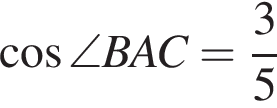 cos ∠BAC = 3/5